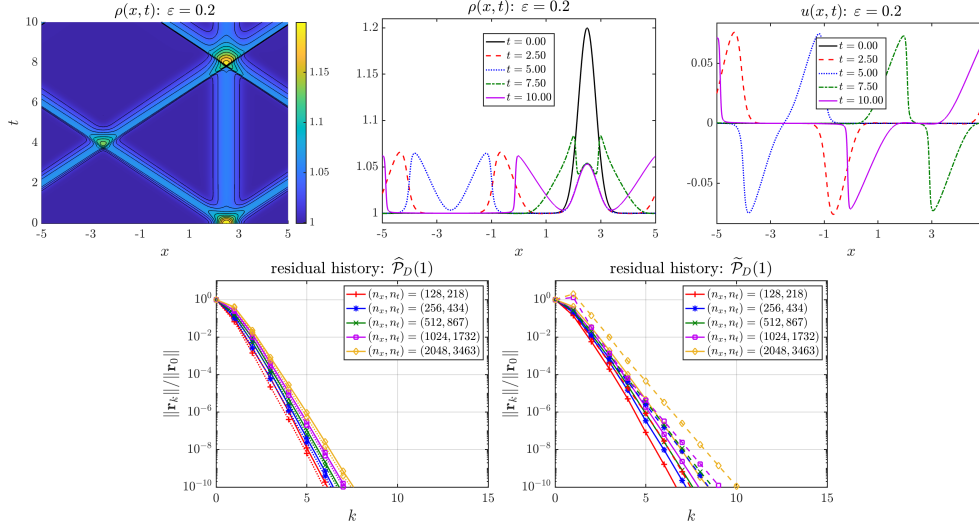 ρ(x,t): ε = 0.2
10
8
6
4
2
0
t
-5
-3
-1
1
3
5
x
1.15
1.1
1.05
1
ρ(x,t): ε = 0.2
1.2
1.15
1.1
1.05
1
t = 0.00
t = 2.50
t = 5.00
t = 7.50
t = 10.00
-5
-3
-1
1
3
5
x
u(x,t): ε = 0.2
0.05
0
-0.05
t = 0.00
t = 2.50
t = 5.00
t = 7.50
t = 10.00
-5
-3
-1
1
3
x
residual history: P̂_D(1)
||r_k||/||r_0||
10^0
10^-2
10^-4
10^-6
10^-8
10^-10
(n_x, n_t) = (128, 218)
(n_x, n_t) = (256, 434)
(n_x, n_t) = (512, 867)
(n_x, n_t) = (1024, 1732)
(n_x, n_t) = (2048, 3463)
0
5
10
15
k
residual history: P̃_D(1)
||r_k||/||r_0||
10^0
10^-2
10^-4
10^-6
10^-8
10^-10
(n_x, n_t) = (128, 218)
(n_x, n_t) = (256, 434)
(n_x, n_t) = (512, 867)
(n_x, n_t) = (1024, 1732)
(n_x, n_t) = (2048, 3463)
0
5
10
15
k